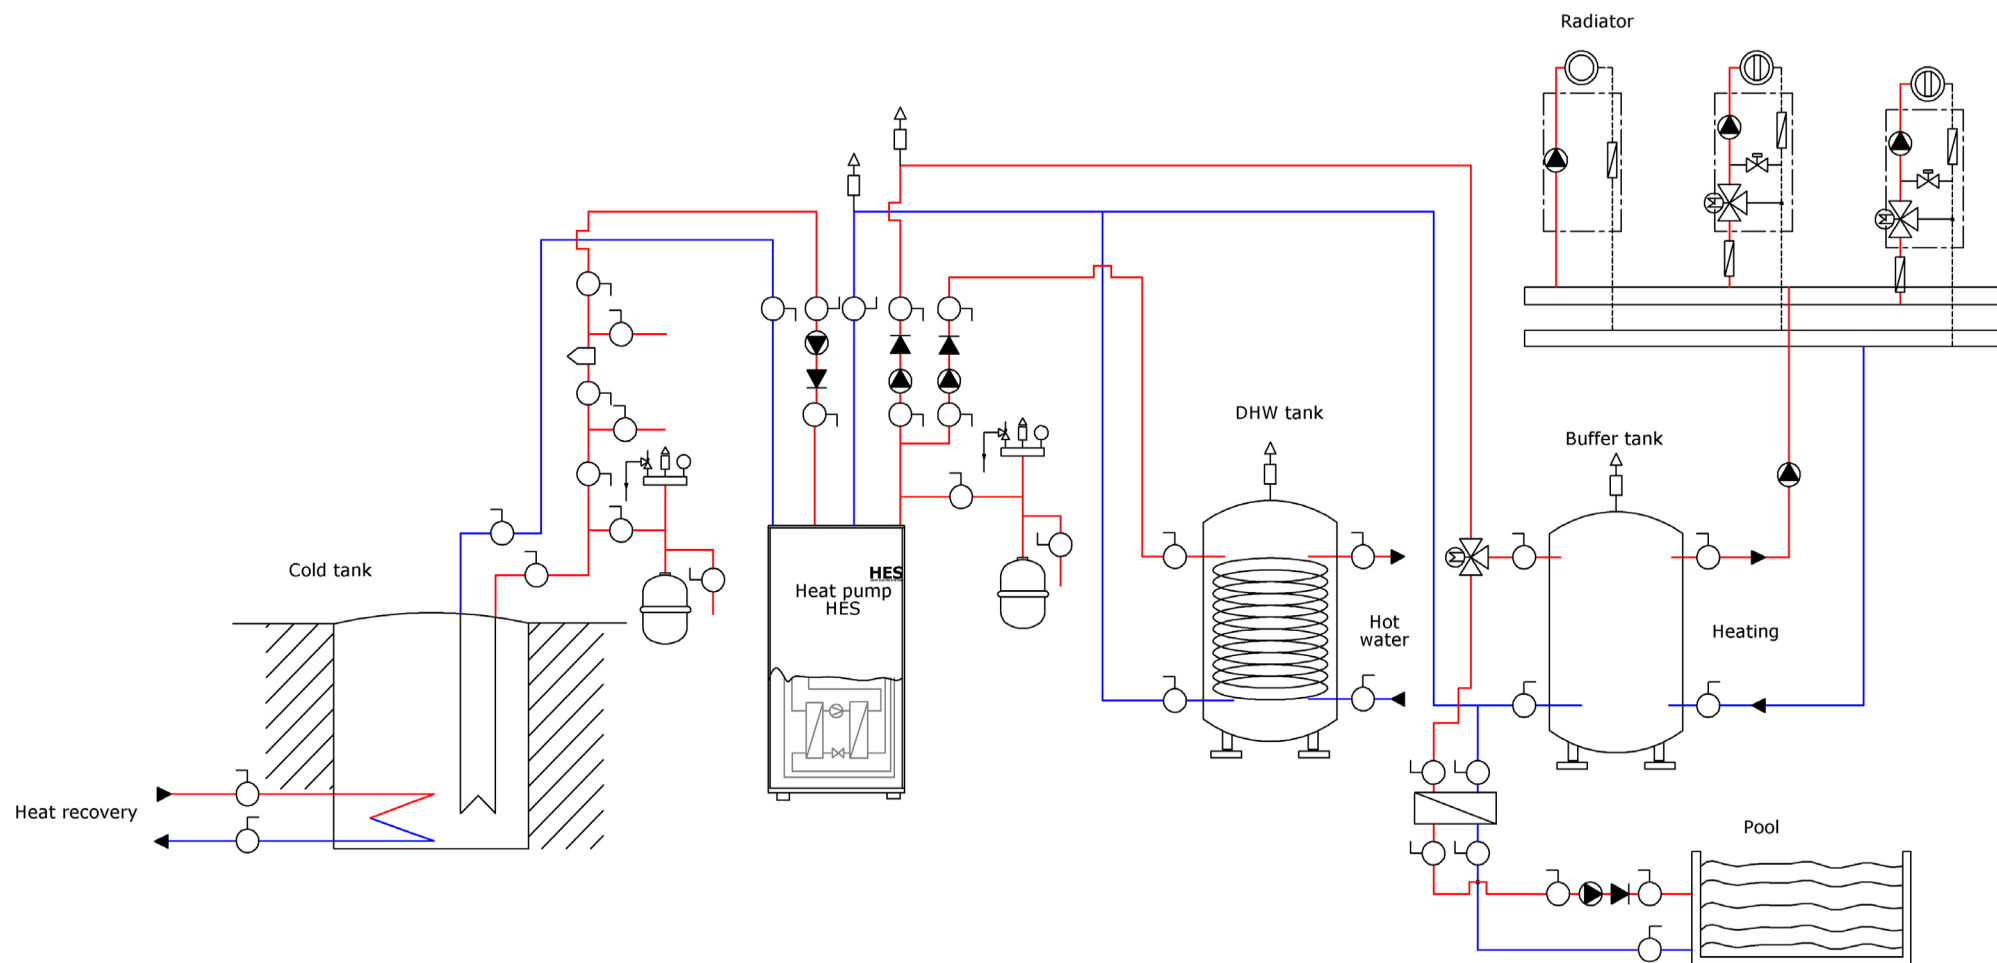 Radiator
DHW tank
Buffer tank
Cold tank
HES
Heat pump
HES
Hot
water
Heating
Heat recovery
Pool